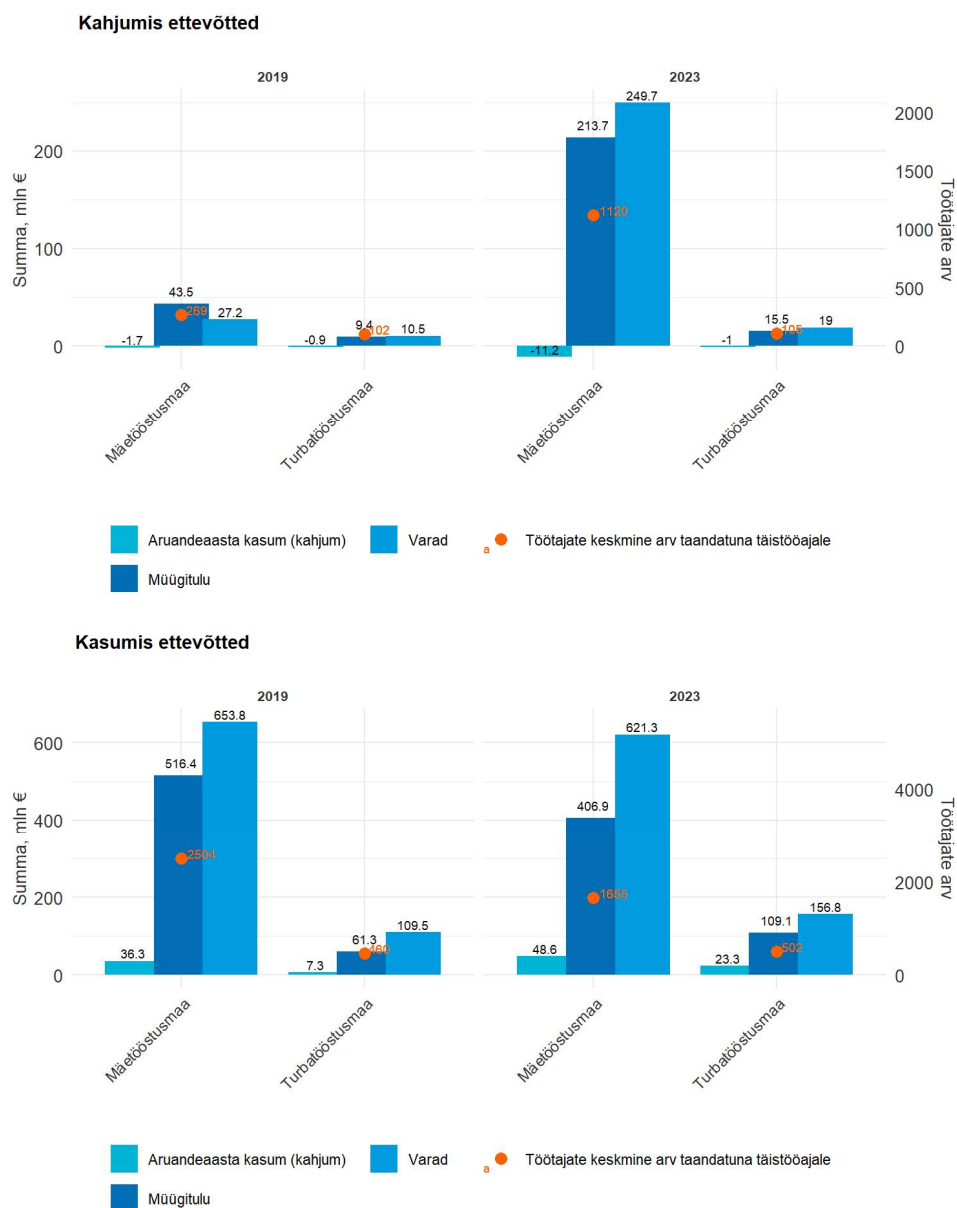 Kahjumis ettevõtted
2019
2023
Summa, mln €
200
100
0
-1.7
43.5
269
27.2
-0.9
9.4
102
10.5
-11.2
213.7
1120
249.7
-1
15.5
105
19
2000
1500
1000
500
0
Töötajate arv
Mäetööstusmaa
Turbatööstusmaa
Mäetööstusmaa
Turbatööstusmaa
Aruandeaasta kasum (kahjum)
Varad
a
Töötajate keskmine arv taandatuna täistööajale
Müügitulu
Kasumis ettevõtted
2019
2023
Summa, mln €
600
400
200
0
36.3
516.4
2504
653.8
7.3
61.3
460
109.5
48.6
406.9
1655
621.3
23.3
109.1
502
156.8
4000
2000
0
Töötajate arv
Mäetööstusmaa
Turbatööstusmaa
Mäetööstusmaa
Turbatööstusmaa
Aruandeaasta kasum (kahjum)
Varad
a
Töötajate keskmine arv taandatuna täistööajale
Müügitulu